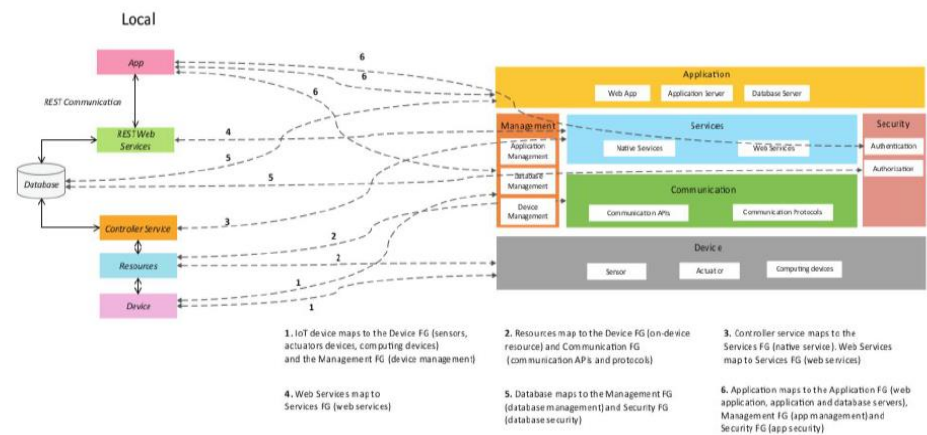 Local
App
REST Communication
REST Web
Services
Database
Controller Service
Resources
Device
6
6
6
4
5
5
3
2
2
1
1
Application
Web App
Application Server
Database Server
Management
Application
Management
Database
Management
Device
Management
Services
Native Services
Web Services
Security
Authentication
Authorization
Communication
Communication APIs
Communication Protocols
Device
Sensor
Actuator
Computing devices
1. IoT device maps to the Device FG (sensors,
actuators devices, computing devices)
and the Management FG (device management)
2. Resources map to the Device FG (on-device
resource) and Communication FG
(communication APIs and protocols)
3. Controller service maps to the
Services FG (native service). Web Services
map to Services FG (web services)
4. Web Services map to
Services FG (web services)
5. Database maps to the Management FG
(database management) and Security FG
(database security)
6. Application maps to the Application FG (web
application, application and database servers),
Management FG (app management) and
Security FG (app security)